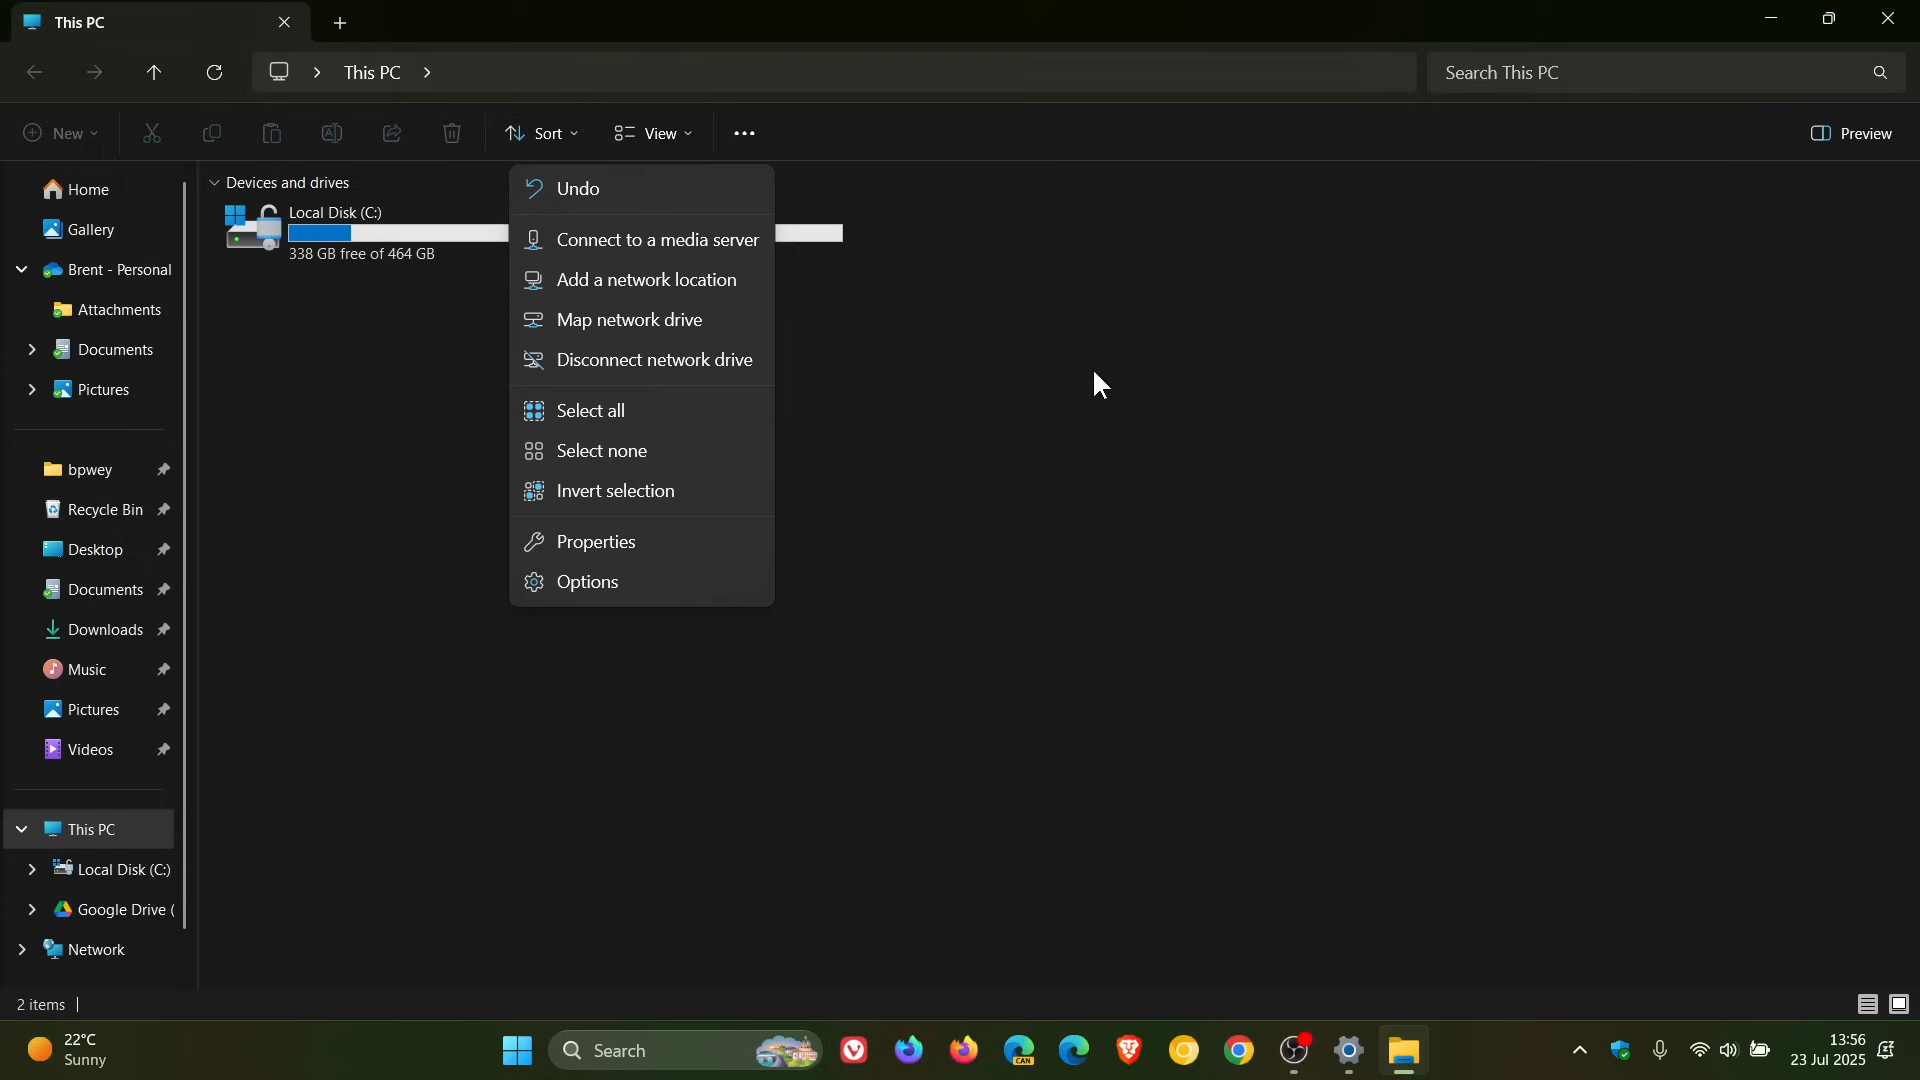 This PC
This PC
Search This PC
New
Sort
View
Preview
Home
Gallery
Brent - Personal
Attachments
Documents
Pictures
bpwey
Recycle Bin
Desktop
Documents
Downloads
Music
Pictures
Videos
This PC
Local Disk (C:)
Google Drive (
Network
Devices and drives
Local Disk (C:)
338 GB free of 464 GB
Undo
Connect to a media server
Add a network location
Map network drive
Disconnect network drive
Select all
Select none
Invert selection
Properties
Options
2 items
22°C
Sunny
Search
CAN
13:56
23 Jul 2025